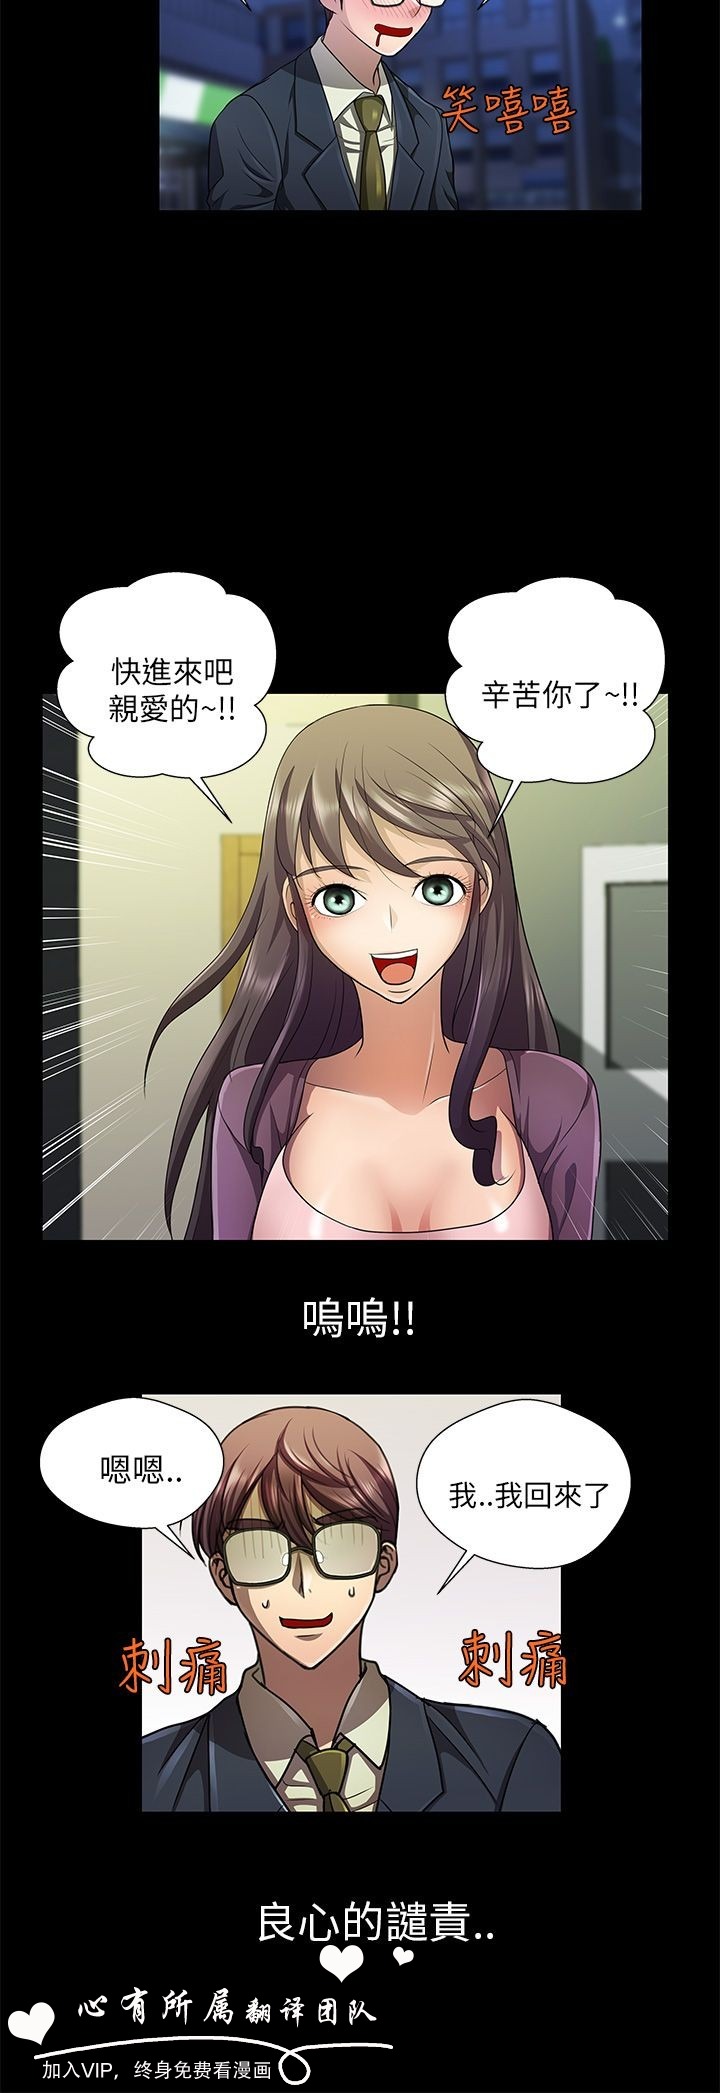 笑嘻嘻
快進來吧
親愛的~!!
辛苦你了~!!
嗚嗚!!
嗯嗯..
我..我回來了
刺痛
刺痛
良心的譴責..
心有所属翻译团队
加入VIP，终身免费看漫画